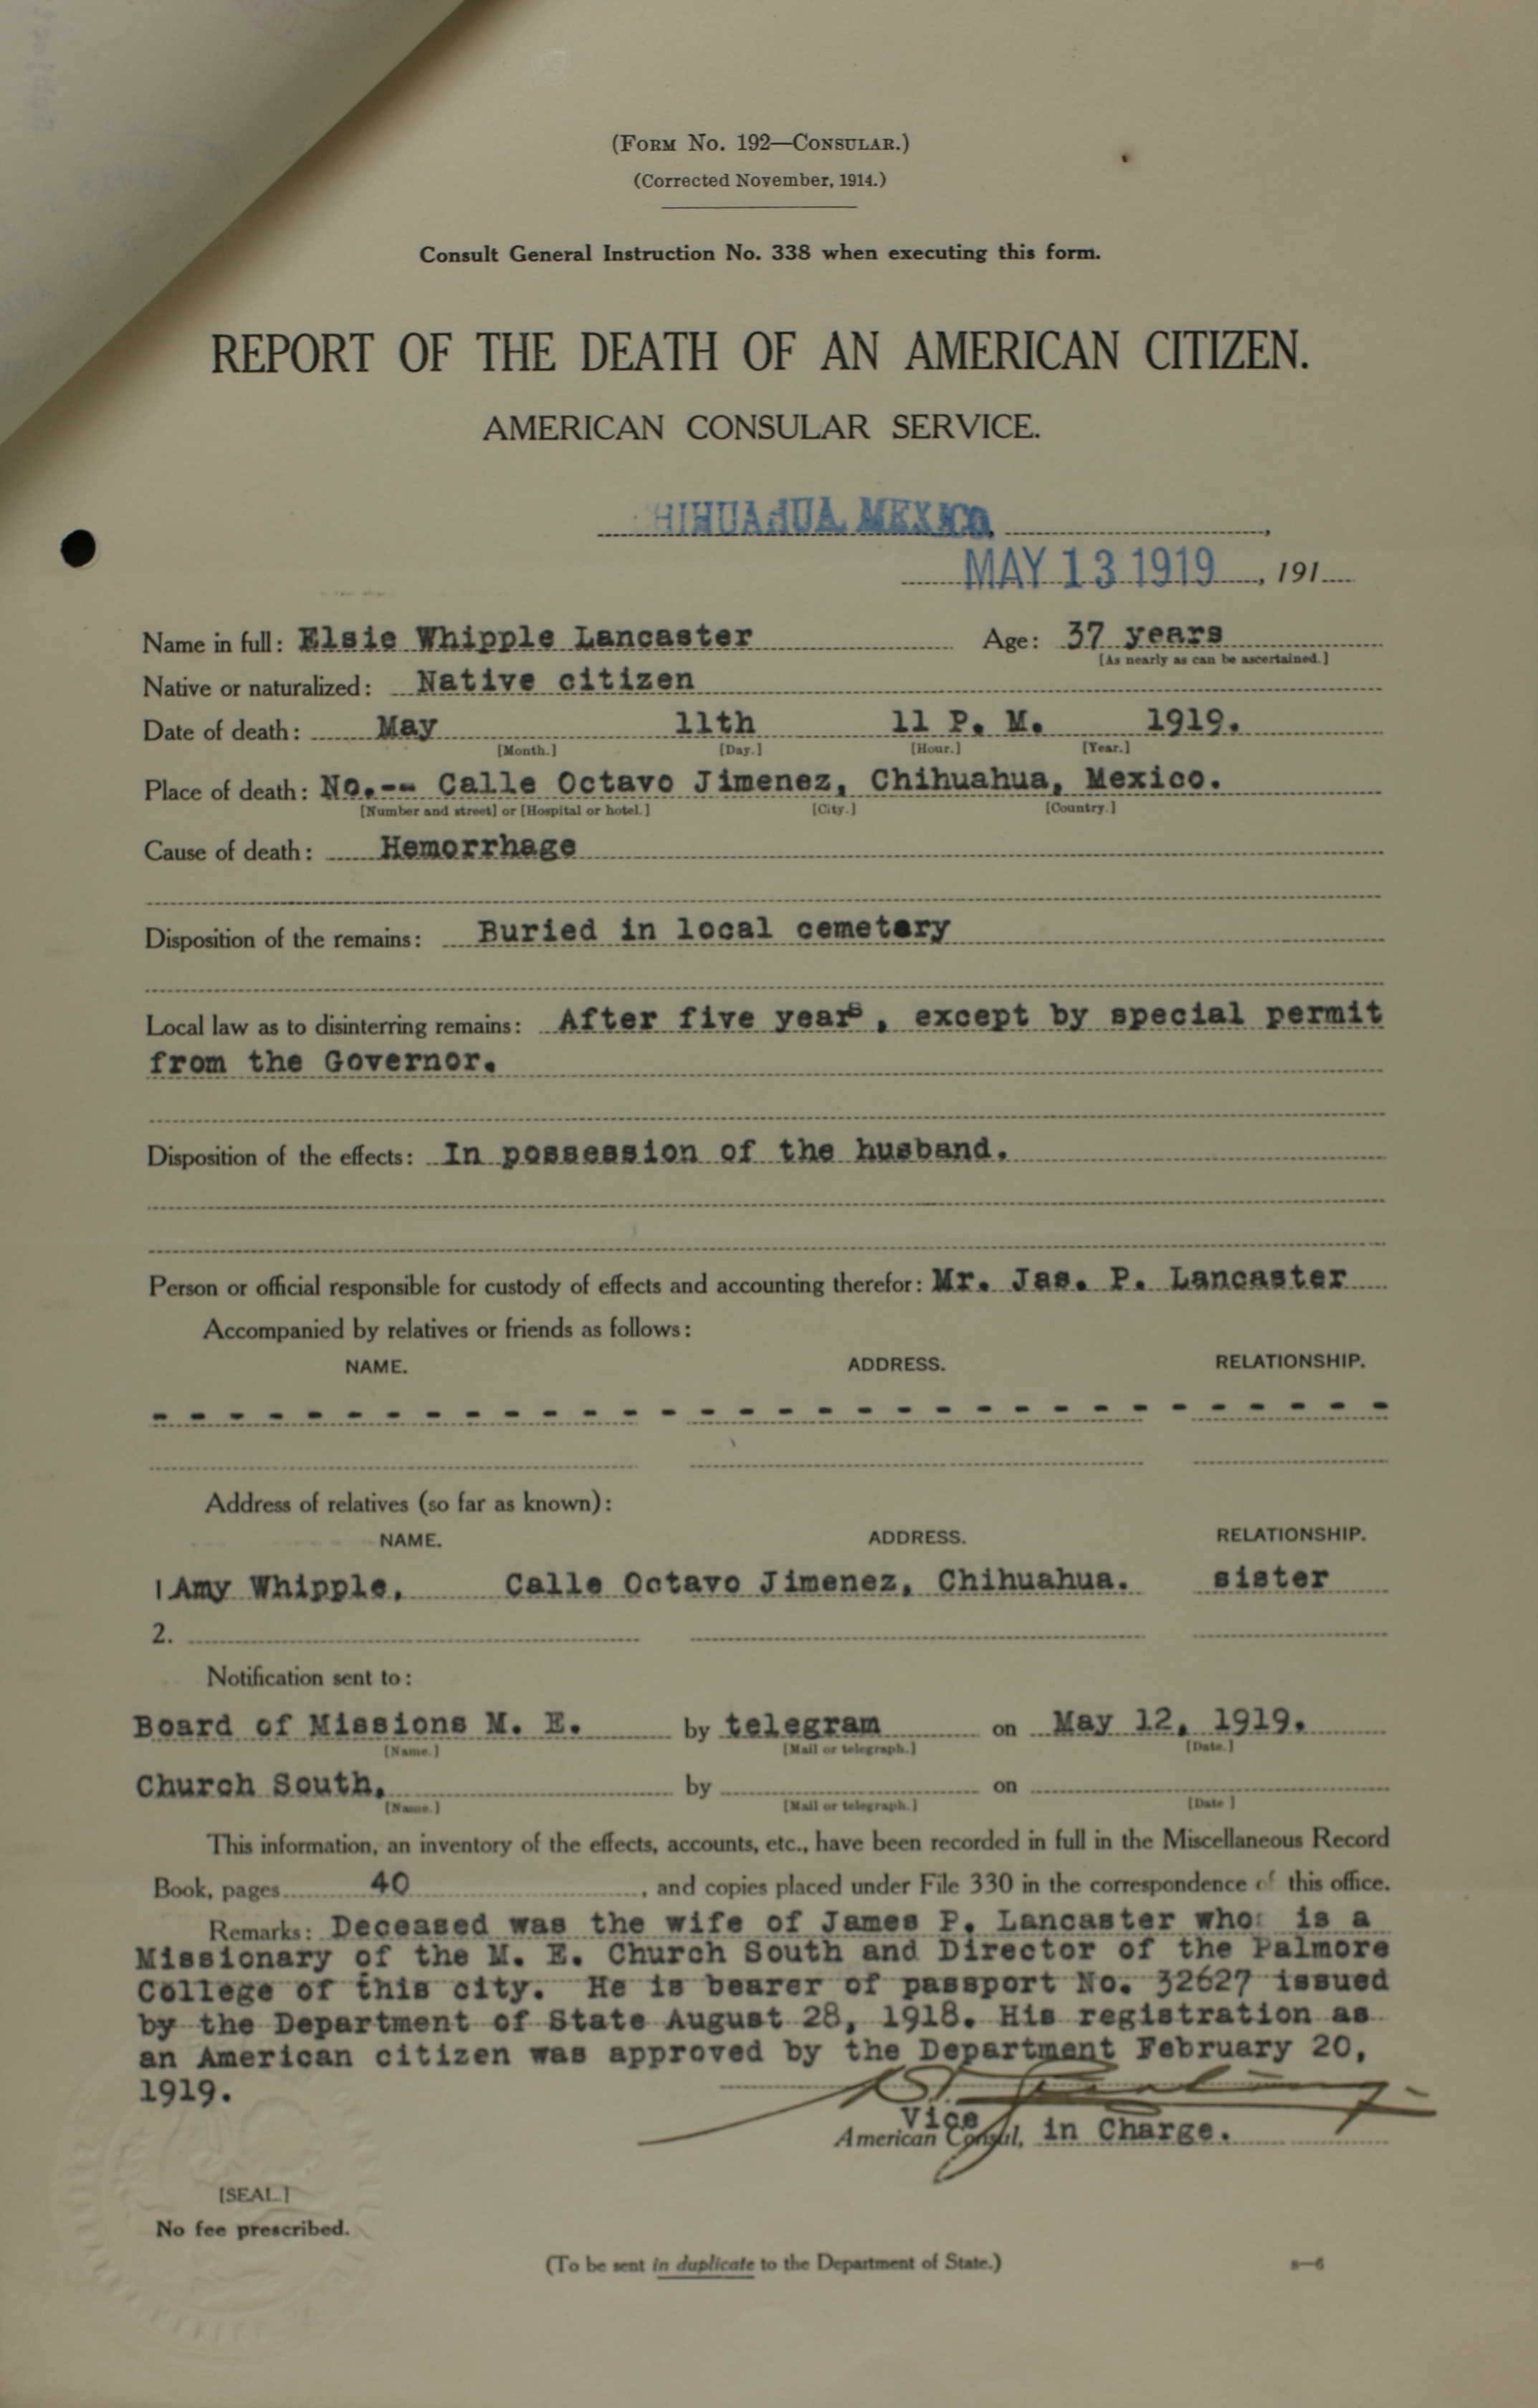 (FORM No. 192—CONSULAR.)
(Corrected November, 1914.)
Consult General Instruction No. 338 when executing this form.
REPORT OF THE DEATH OF AN AMERICAN CITIZEN.
AMERICAN CONSULAR SERVICE.
HIHUAHUA, MEXICO,
MAY 13 1919, 191
Name in full: Elsie Whipple Lancaster Age: 37 years
[As nearly as can be ascertained.]
Native or naturalized: Native citizen
Date of death: May 11th 11 P. M. 1919.
[Month.] [Day.] [Hour.] [Year.]
Place of death: No.-- Calle Octavo Jimenez, Chihuahua, Mexico.
[Number and street] or [Hospital or hotel.] [City.] [Country.]
Cause of death: Hemorrhage
Disposition of the remains: Buried in local cemetery
Local law as to disinterring remains: After five years, except by special permit
from the Governor.
Disposition of the effects: In possession of the husband.
Person or official responsible for custody of effects and accounting therefor: Mr. Jas. P. Lancaster
Accompanied by relatives or friends as follows:
NAME. ADDRESS. RELATIONSHIP.
- - - - - - - - - - - - - - - - - - - - - - - - - - - - - - - -
Address of relatives (so far as known):
NAME. ADDRESS. RELATIONSHIP.
1 Amy Whipple, Calle Octavo Jimenez, Chihuahua. sister
2.
Notification sent to:
Board of Missions M. E. by telegram on May 12, 1919.
[Name.] [Mail or telegraph.] [Date.]
Church South, by on
[Name.] [Mail or telegraph.] [Date]
This information, an inventory of the effects, accounts, etc., have been recorded in full in the Miscellaneous Record
Book, pages 40, and copies placed under File 330 in the correspondence of this office.
Remarks: Deceased was the wife of James P. Lancaster who: is a
Missionary of the M. E. Church South and Director of the Palmore
College of this city. He is bearer of passport No. 32627 issued
by the Department of State August 28, 1918. His registration as
an American citizen was approved by the Department February 20,
1919.
Vice
American Consul, in Charge.
[SEAL.]
No fee prescribed.
(To be sent in duplicate to the Department of State.) 8—6